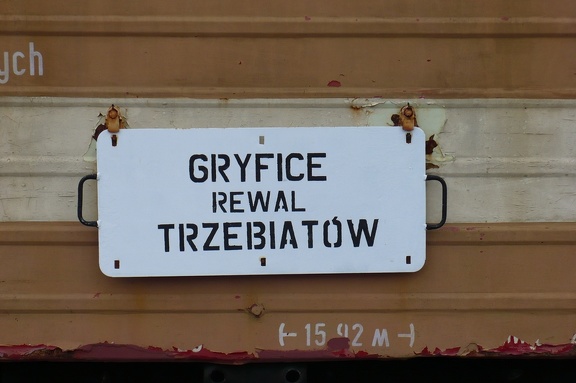 ych
GRYFICE
REWAL
TRZEBIATÓW
⊢15,92 м⊣